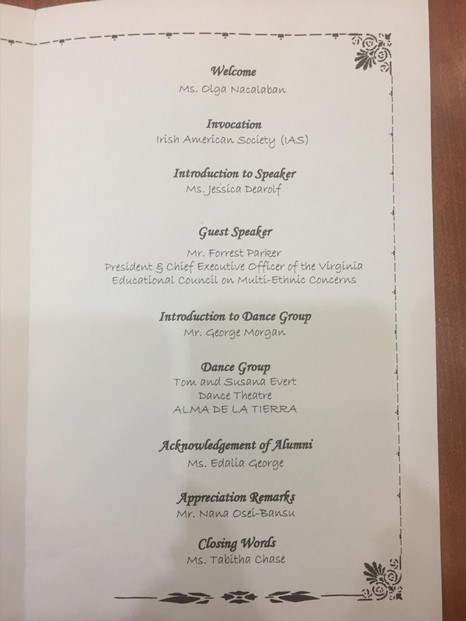 Welcome
Ms. Olga Nacalaban
Invocation
Irish American Society (IAS)
Introduction to Speaker
Ms. Jessica Dearoif
Guest Speaker
Mr. Forrest Parker
President & Chief Executive Officer of the Virginia
Educational Council on Multi-Ethnic Concerns
Introduction to Dance Group
Mr. George Morgan
Dance Group
Tom and Susana Evert
Dance Theatre
ALMA DE LA TIERRA
Acknowledgement of Alumni
Ms. Edalia George
Appreciation Remarks
Mr. Nana Osei-Bansu
Closing Words
Ms. Tabitha Chase